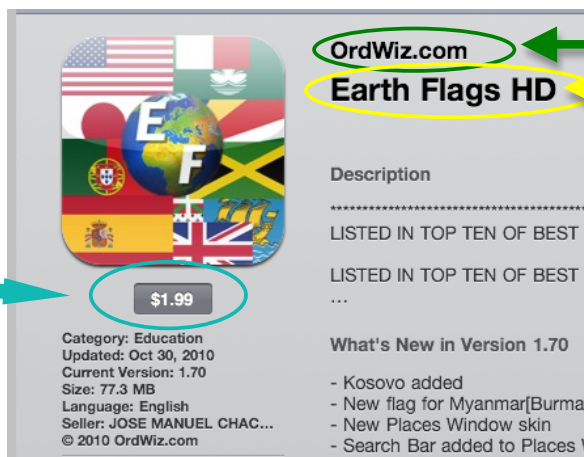 OrdWiz.com
Earth Flags HD
E
F
$1.99
Category: Education
Updated: Oct 30, 2010
Current Version: 1.70
Size: 77.3 MB
Language: English
Seller: JOSE MANUEL CHAC...
© 2010 OrdWiz.com
Description
******************************************
LISTED IN TOP TEN OF BEST
LISTED IN TOP TEN OF BEST
...
What's New in Version 1.70
- Kosovo added
- New flag for Myanmar[Burma
- New Places Window skin
- Search Bar added to Places